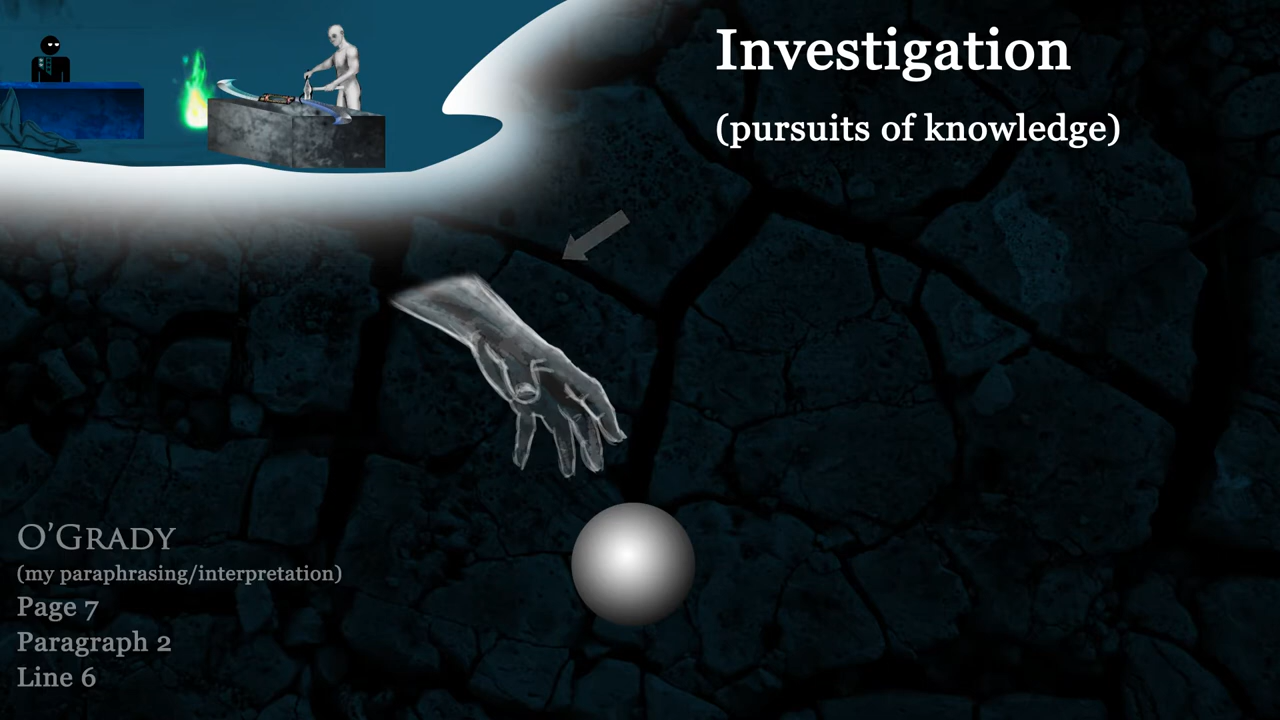 Investigation
(pursuits of knowledge)
O'Grady
(my paraphrasing/interpretation)
Page 7
Paragraph 2
Line 6